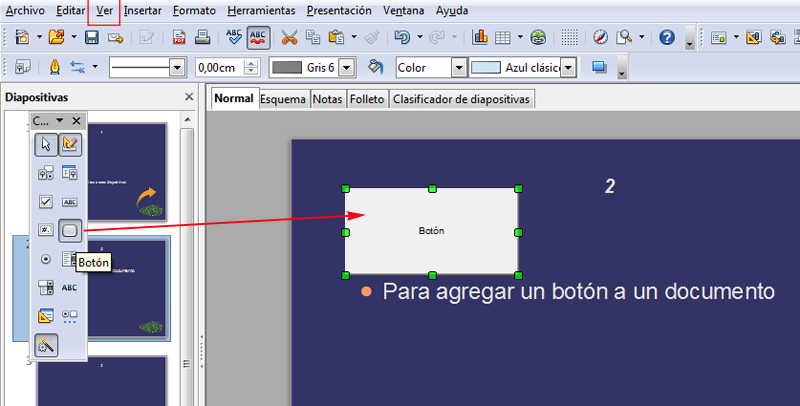 Archivo Editar Ver Insertar Formato Herramientas Presentación Ventana Ayuda
0,00cm Gris 6 Color Azul clásic
Diapositivas
Normal Esquema Notas Folleto Clasificador de diapositivas
C...
ABC
Botón
ABC
2
Botón
Para agregar un botón a un documento